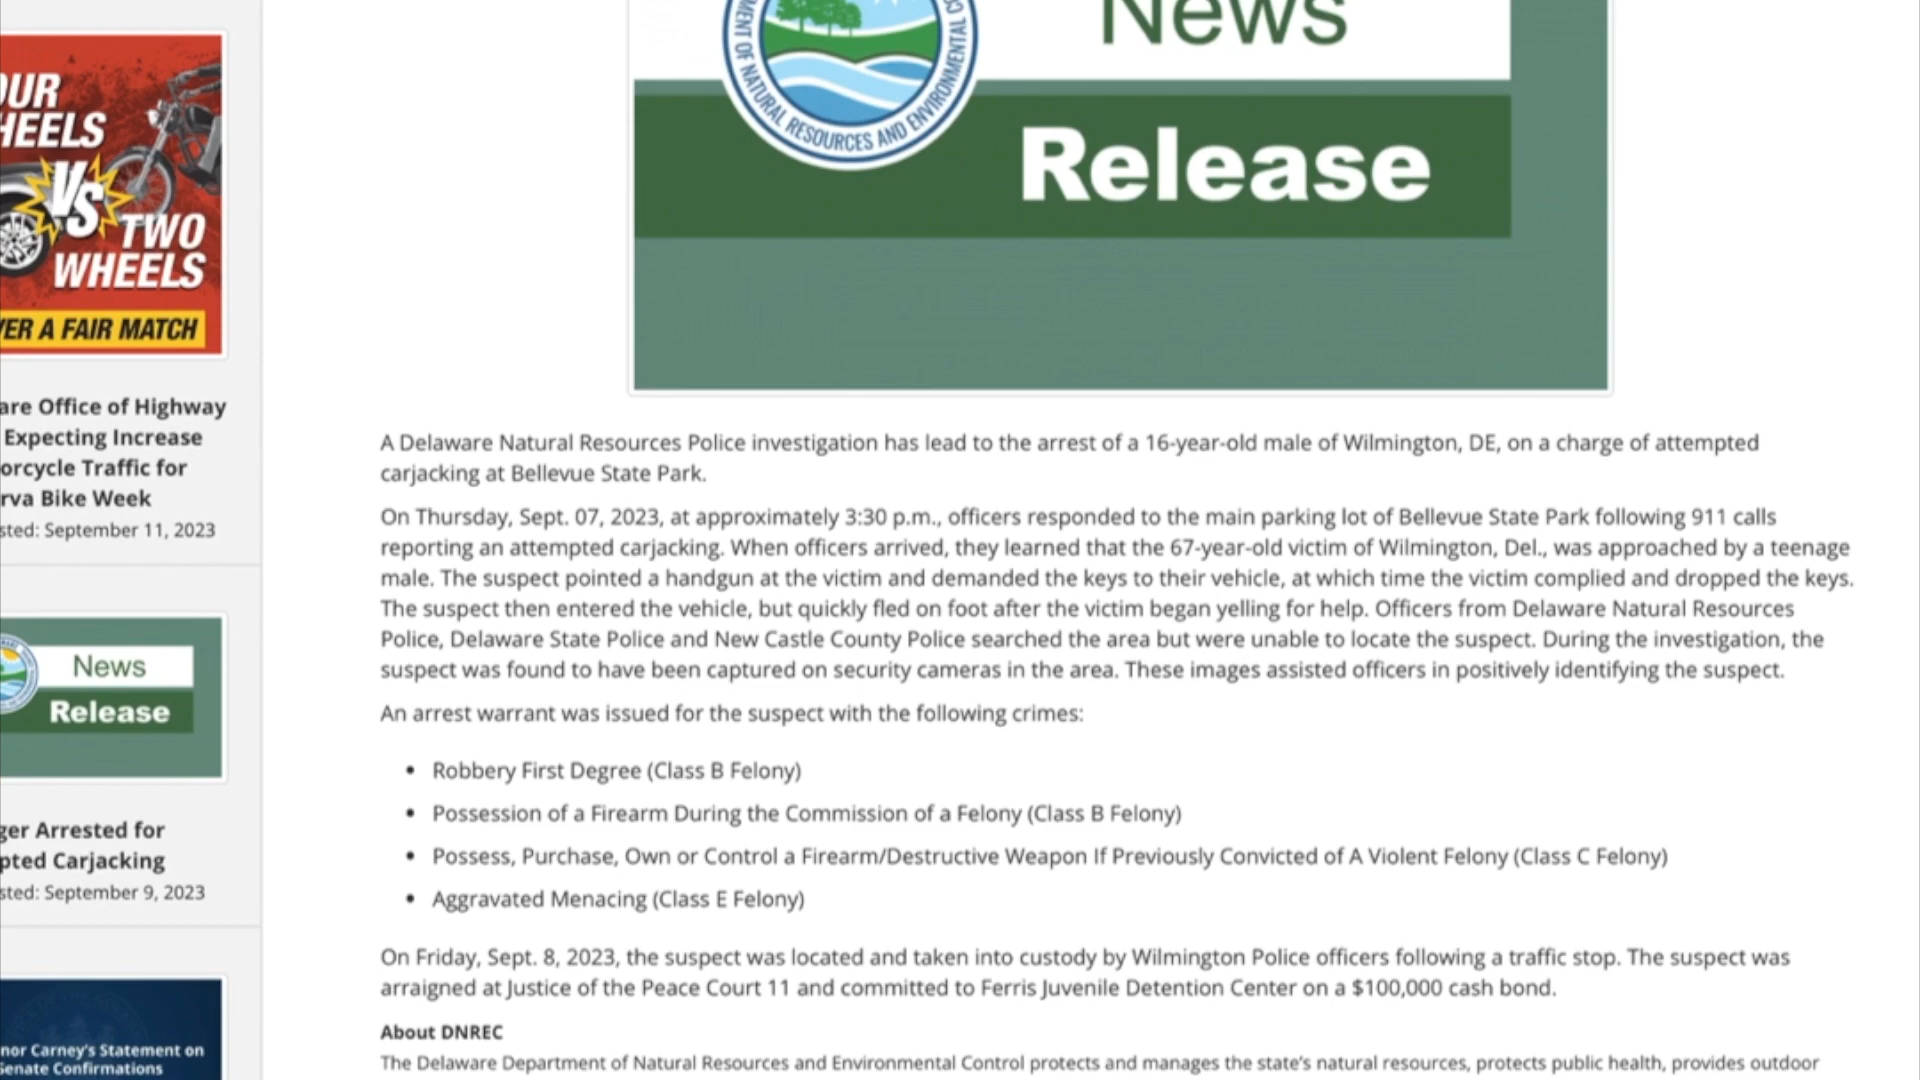 OUR
HEELS
VS
TWO
WHEELS
VER A FAIR MATCH
are Office of Highway
Expecting Increase
orcycle Traffic for
rva Bike Week
sted: September 11, 2023
News
Release
ger Arrested for
pted Carjacking
sted: September 9, 2023
nor Carney's Statement on
Senate Confirmations
News
MENT OF NATURAL RESOURCES AND ENVIRONMENTAL CO
Release
A Delaware Natural Resources Police investigation has lead to the arrest of a 16-year-old male of Wilmington, DE, on a charge of attempted
carjacking at Bellevue State Park.
On Thursday, Sept. 07, 2023, at approximately 3:30 p.m., officers responded to the main parking lot of Bellevue State Park following 911 calls
reporting an attempted carjacking. When officers arrived, they learned that the 67-year-old victim of Wilmington, Del., was approached by a teenage
male. The suspect pointed a handgun at the victim and demanded the keys to their vehicle, at which time the victim complied and dropped the keys.
The suspect then entered the vehicle, but quickly fled on foot after the victim began yelling for help. Officers from Delaware Natural Resources
Police, Delaware State Police and New Castle County Police searched the area but were unable to locate the suspect. During the investigation, the
suspect was found to have been captured on security cameras in the area. These images assisted officers in positively identifying the suspect.
An arrest warrant was issued for the suspect with the following crimes:
• Robbery First Degree (Class B Felony)
• Possession of a Firearm During the Commission of a Felony (Class B Felony)
• Possess, Purchase, Own or Control a Firearm/Destructive Weapon If Previously Convicted of A Violent Felony (Class C Felony)
• Aggravated Menacing (Class E Felony)
On Friday, Sept. 8, 2023, the suspect was located and taken into custody by Wilmington Police officers following a traffic stop. The suspect was
arraigned at Justice of the Peace Court 11 and committed to Ferris Juvenile Detention Center on a $100,000 cash bond.
About DNREC
The Delaware Department of Natural Resources and Environmental Control protects and manages the state's natural resources, protects public health, provides outdoor